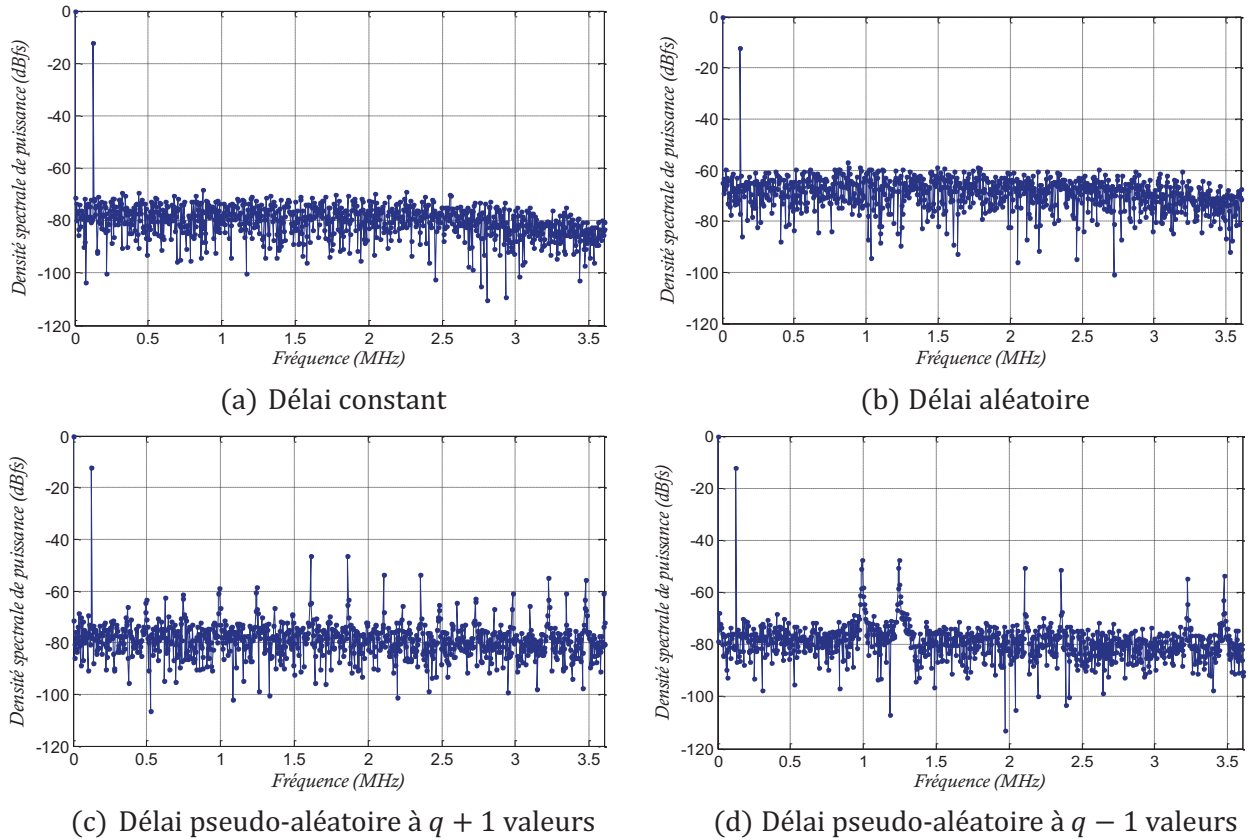 Densité spectrale de puissance (dBfs)
0
-20
-40
-60
-80
-100
-120
0 0.5 1 1.5 2 2.5 3 3.5
Fréquence (MHz)
(a) Délai constant
Densité spectrale de puissance (dBfs)
0
-20
-40
-60
-80
-100
-120
0 0.5 1 1.5 2 2.5 3 3.5
Fréquence (MHz)
(b) Délai aléatoire
Densité spectrale de puissance (dBfs)
0
-20
-40
-60
-80
-100
-120
0 0.5 1 1.5 2 2.5 3 3.5
Fréquence (MHz)
(c) Délai pseudo-aléatoire à q + 1 valeurs
Densité spectrale de puissance (dBfs)
0
-20
-40
-60
-80
-100
-120
0 0.5 1 1.5 2 2.5 3 3.5
Fréquence (MHz)
(d) Délai pseudo-aléatoire à q − 1 valeurs